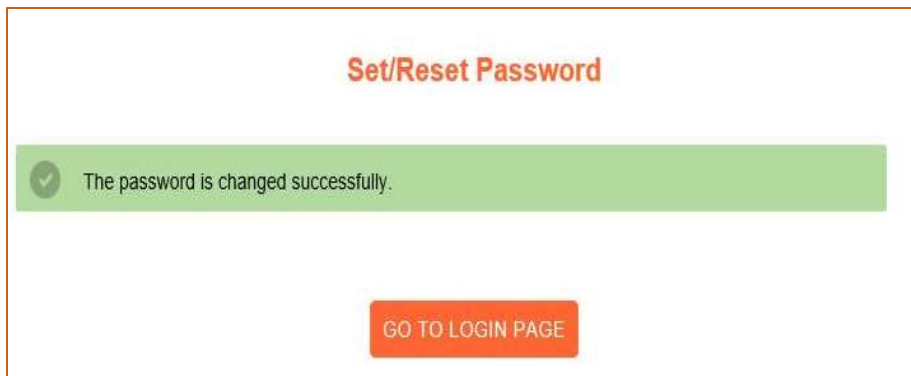 Set/Reset Password
The password is changed successfully.
GO TO LOGIN PAGE